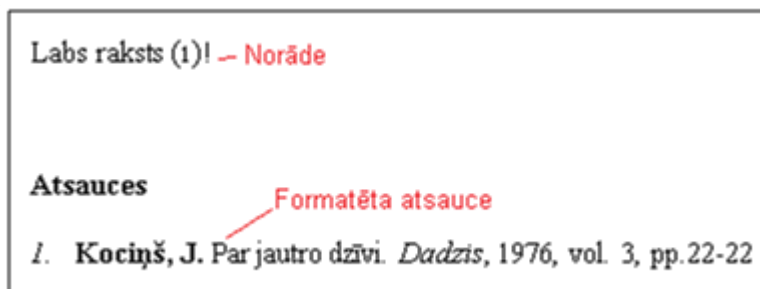 Labs raksts (1)! – Norāde
Atsauces
Formatēta atsauce
1. Kociņš, J. Par jautro dzīvi. Dadzis, 1976, vol. 3, pp.22-22